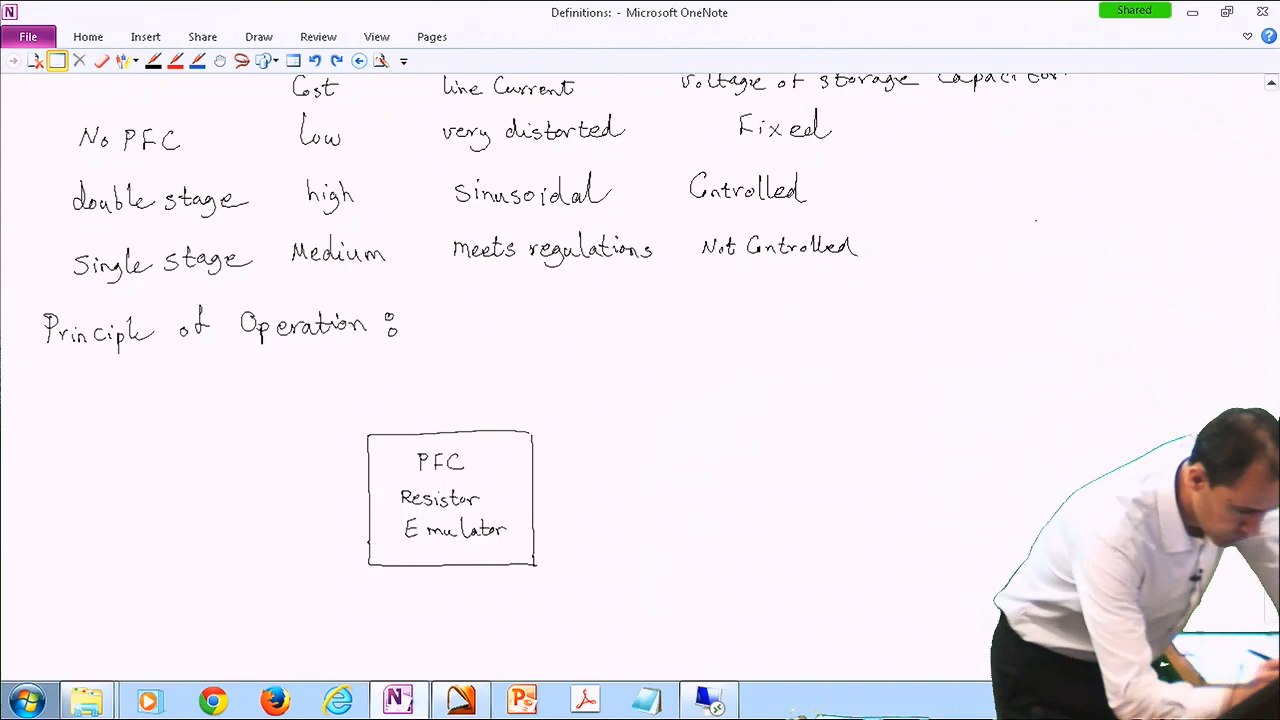 Definitions: - Microsoft OneNote
Shared
File Home Insert Share Draw Review View Pages
Cost line Current voltage of storage Capacitor
No PFC low very distorted Fixed
double stage high sinusoidal Controlled
Single stage Medium meets regulations Not Controlled
Principle of Operation :
PFC
Resistor
Emulator